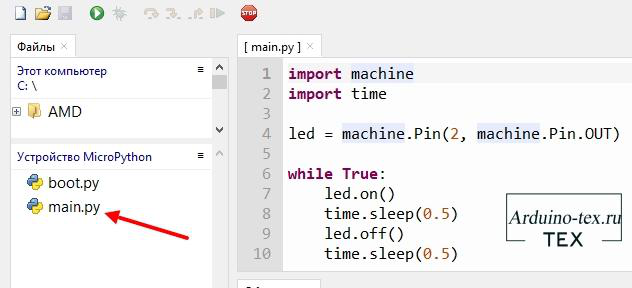 STOP
Файлы ×
Этот компьютер
C: \
AMD
Устройство MicroPython
boot.py
main.py
[ main.py ] ×
1 import machine
2 import time
3
4 led = machine.Pin(2, machine.Pin.OUT)
5
6 while True:
7 led.on()
8 time.sleep(0.5)
9 led.off()
10 time.sleep(0.5)
Arduino-tex.ru
TEX